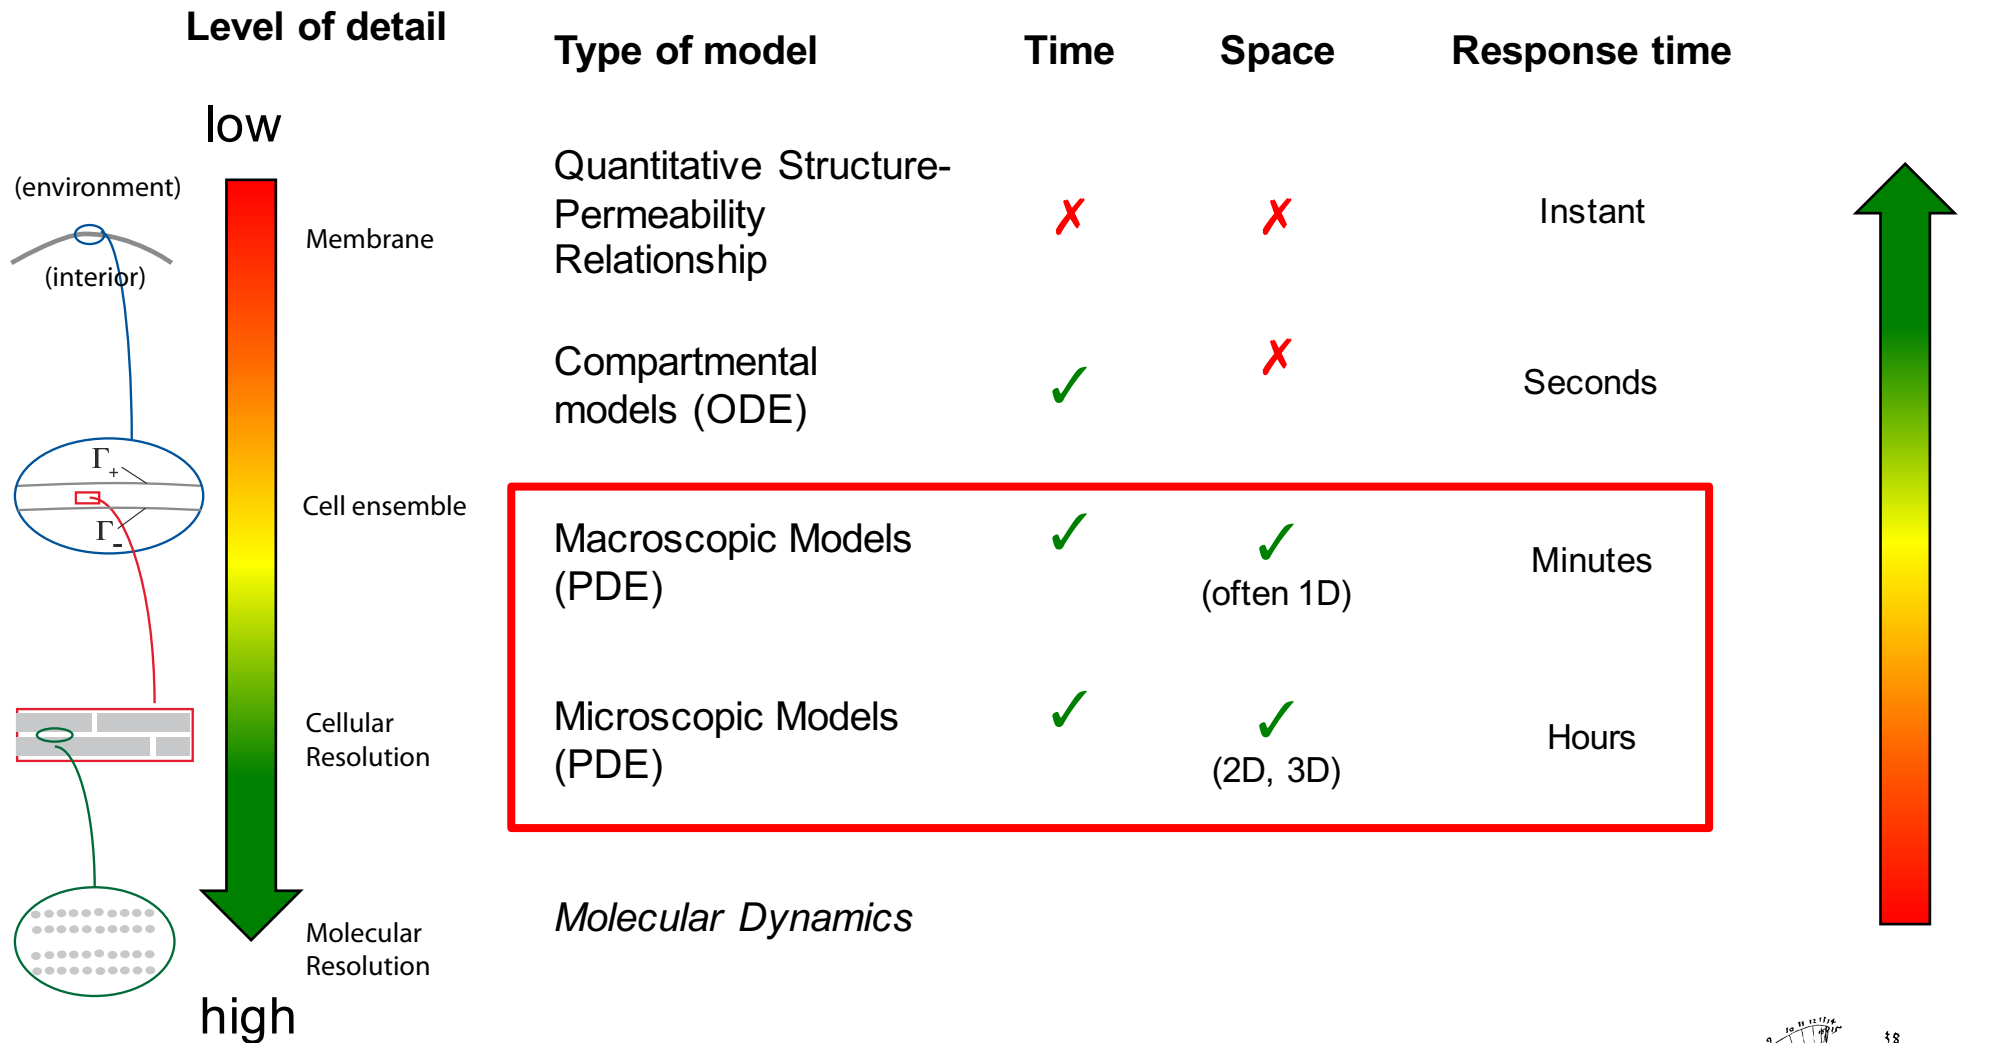 Level of detail
Type of model
Time
Space
Response time
low
(environment)
(interior)
Membrane
Quantitative Structure-
Permeability
Relationship
✗
✗
Instant
Compartmental
models (ODE)
✓
✗
Seconds
Γ+
Γ-
Cell ensemble
Macroscopic Models
(PDE)
✓
✓
(often 1D)
Minutes
Cellular
Resolution
Microscopic Models
(PDE)
✓
✓
(2D, 3D)
Hours
Molecular
Resolution
Molecular Dynamics
high